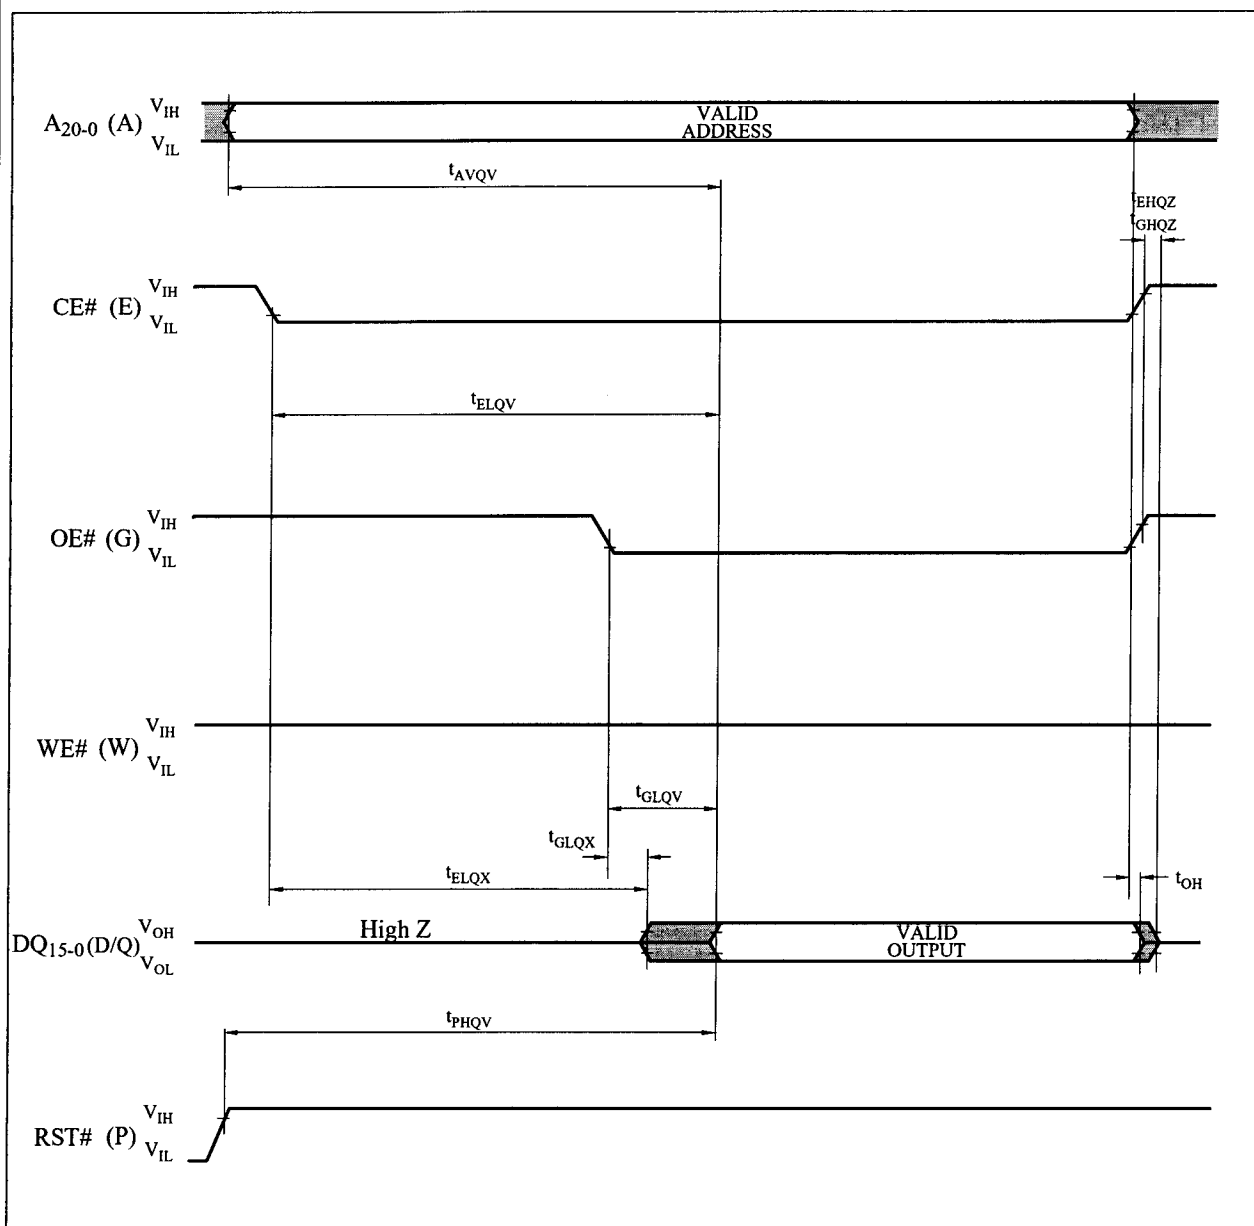 A20-0 (A) VIH VIL
VALID
ADDRESS
tAVQV
tEHQZ
tGHQZ
CE# (E) VIH VIL
tELQV
OE# (G) VIH VIL
WE# (W) VIH VIL
tGLQV
tGLQX
tELQX
tOH
DQ15-0(D/Q) VOH VOL
High Z
VALID
OUTPUT
tPHQV
RST# (P) VIH VIL